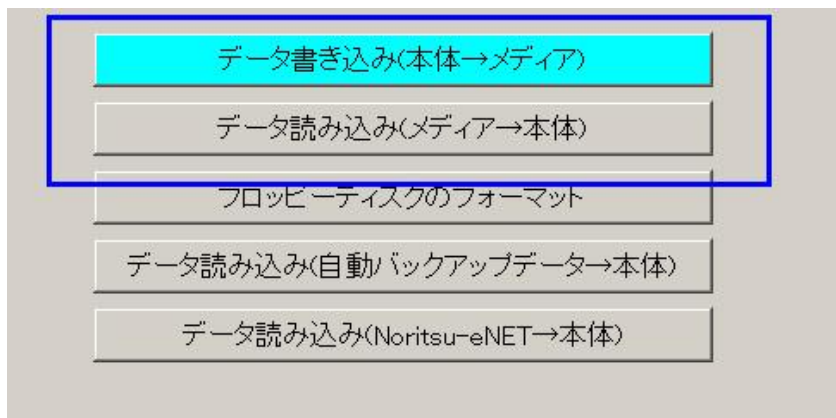 データ書き込み(本体→メディア)
データ読み込み(メディア→本体)
フロッピーディスクのフォーマット
データ読み込み(自動バックアップデータ→本体)
データ読み込み(Noritsu-eNET→本体)